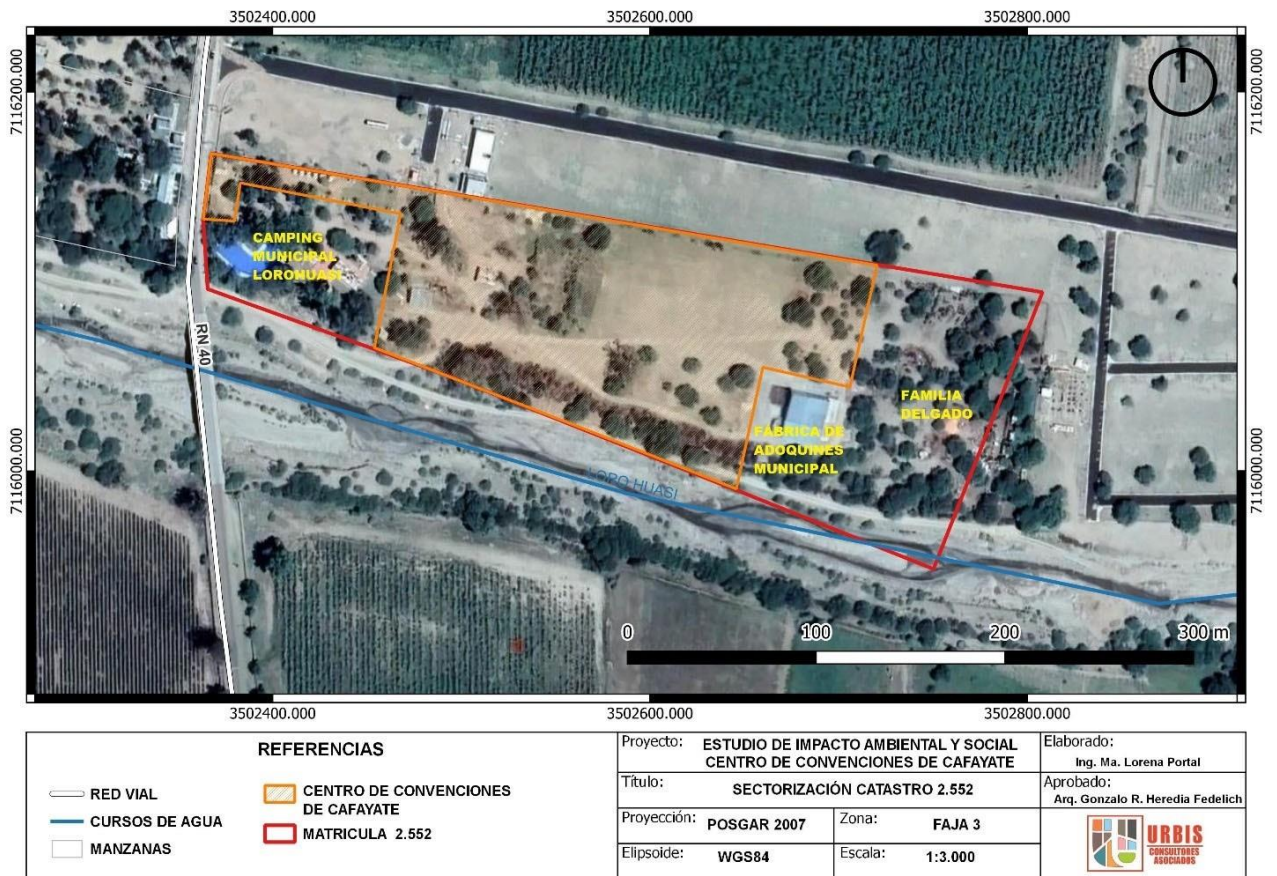 3502400.000
3502600.000
3502800.000
7116200.000
7116200.000
CAMPING
MUNICIPAL
LOROHUASI
RN 40
FAMILIA
DELGADO
FABRICA DE
ADOQUINES
MUNICIPAL
LORO HUASI
7116000.000
7116000.000
0
100
200
300 m
3502400.000
3502600.000
3502800.000
REFERENCIAS
RED VIAL
CURSOS DE AGUA
MANZANAS
CENTRO DE CONVENCIONES
DE CAFAYATE
MATRICULA 2.552
Proyecto: ESTUDIO DE IMPACTO AMBIENTAL Y SOCIAL
CENTRO DE CONVENCIONES DE CAFAYATE
Título: SECTORIZACIÓN CATASTRO 2.552
Proyección: POSGAR 2007
Zona: FAJA 3
Elipsoide: WGS84
Escala: 1:3.000
Elaborado:
Ing. Ma. Lorena Portal
Aprobado:
Arq. Gonzalo R. Heredia Fedelich
URBIS
CONSULTORES
ASOCIADOS